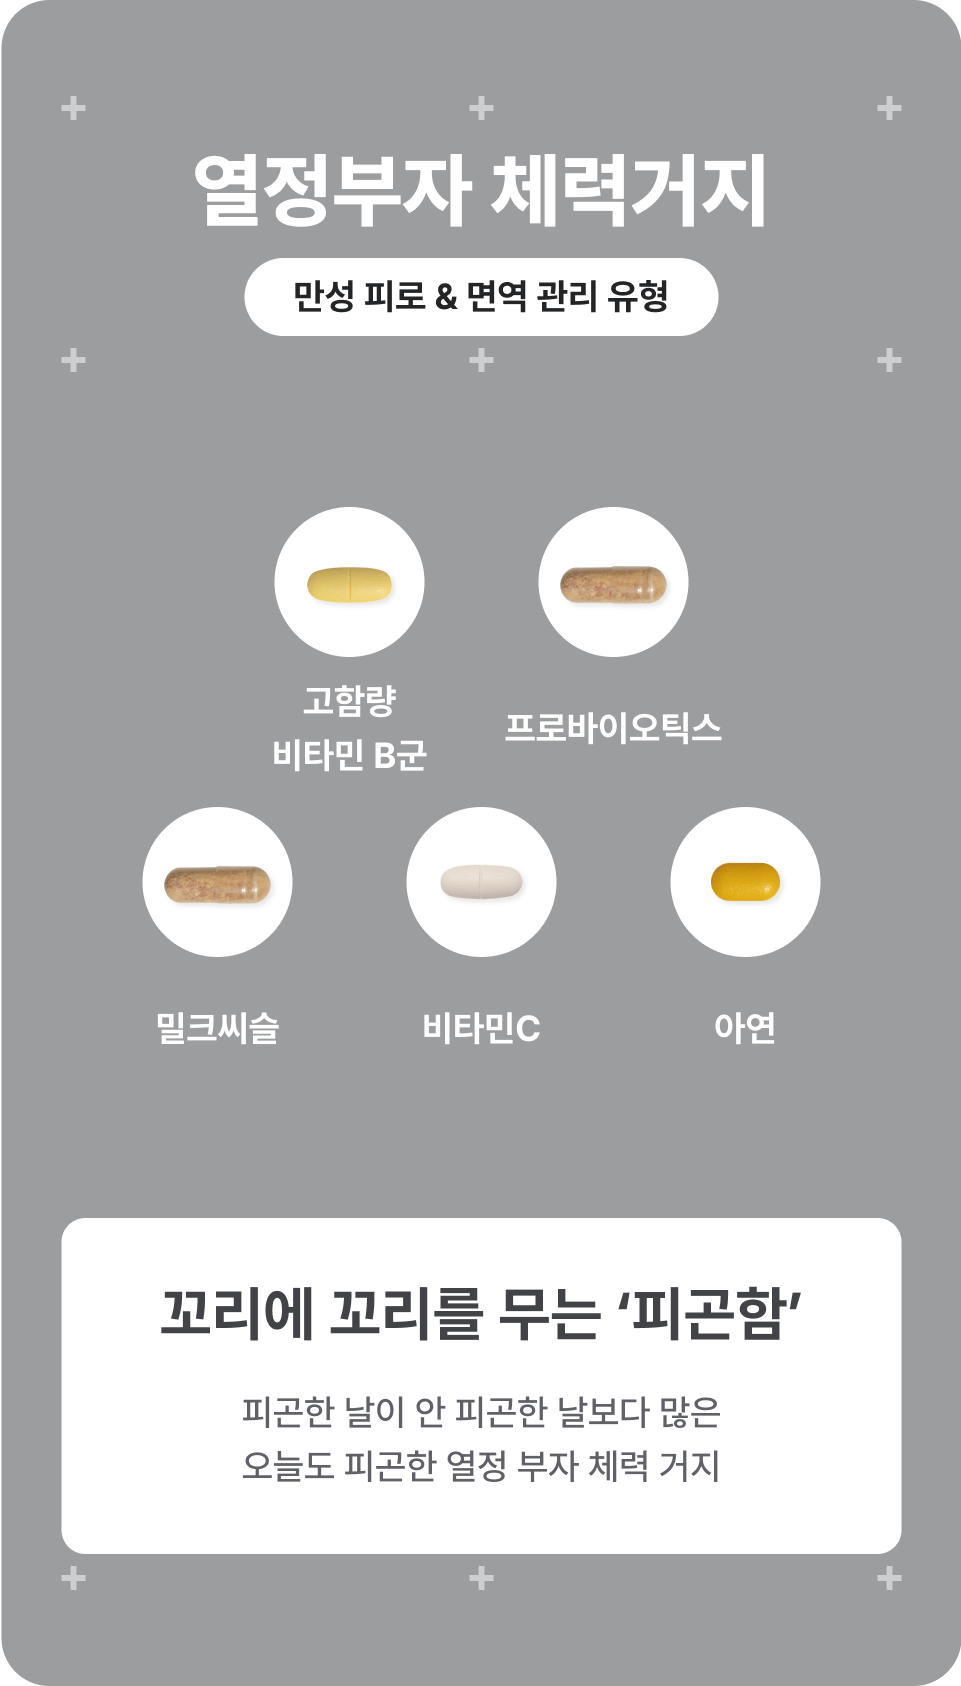 열정부자 체력거지
만성 피로 & 면역 관리 유형
고함량
비타민 B군
프로바이오틱스
밀크씨슬
비타민C
아연
꼬리에 꼬리를 무는 ‘피곤함’
피곤한 날이 안 피곤한 날보다 많은
오늘도 피곤한 열정 부자 체력 거지